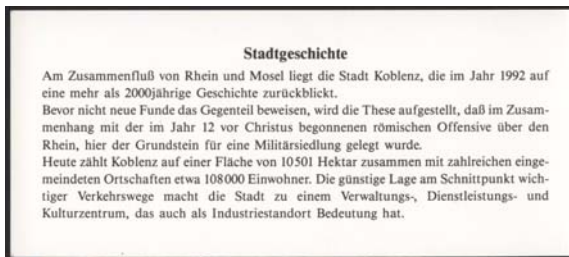 Stadtgeschichte
Am Zusammenfluß von Rhein und Mosel liegt die Stadt Koblenz, die im Jahr 1992 auf
eine mehr als 2000jährige Geschichte zurückblickt.
Bevor nicht neue Funde das Gegenteil beweisen, wird die These aufgestellt, daß im Zusam-
menhang mit der im Jahr 12 vor Christus begonnenen römischen Offensive über den
Rhein, hier der Grundstein für eine Militärsiedlung gelegt wurde.
Heute zählt Koblenz auf einer Fläche von 10501 Hektar zusammen mit zahlreichen einge-
meindeten Ortschaften etwa 108000 Einwohner. Die günstige Lage am Schnittpunkt wich-
tiger Verkehrswege macht die Stadt zu einem Verwaltungs-, Dienstleistungs- und
Kulturzentrum, das auch als Industriestandort Bedeutung hat.